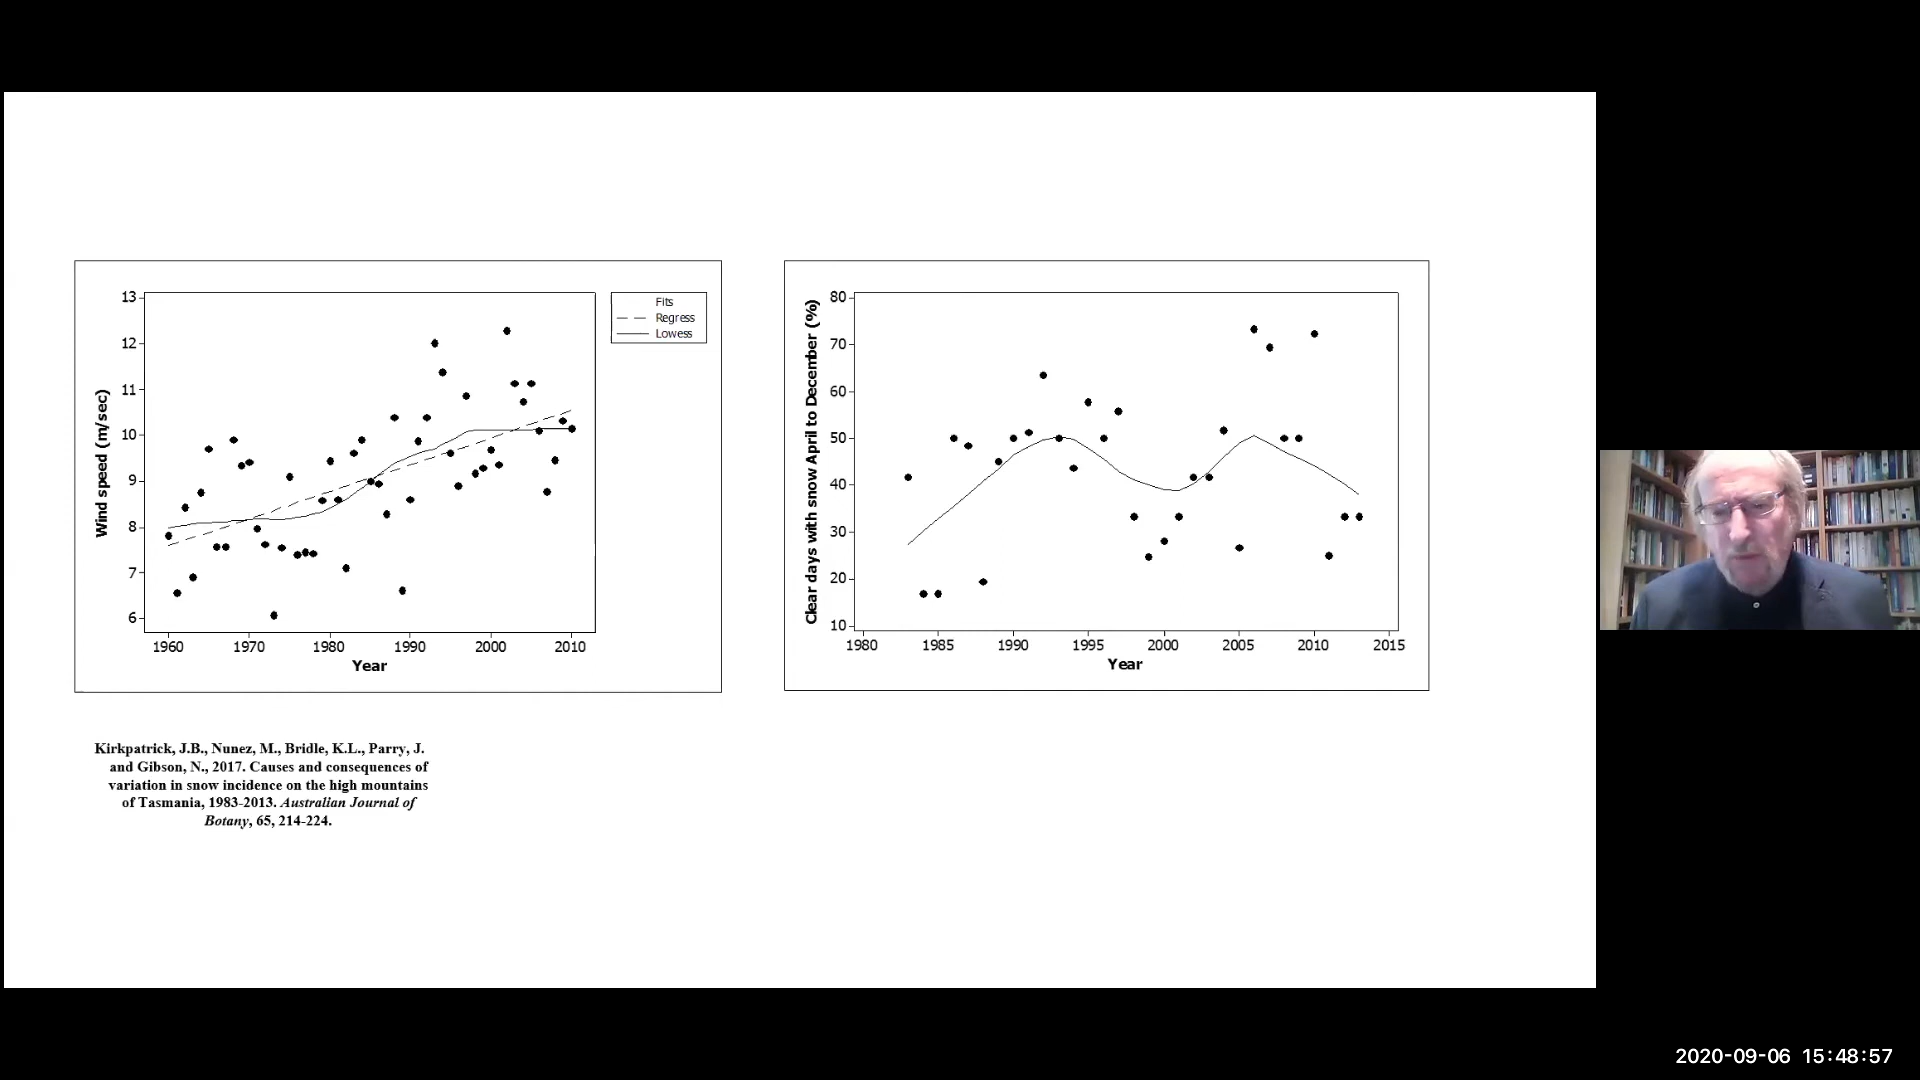 13
12
11
10
9
8
7
6
Wind speed (m/sec)
1960 1970 1980 1990 2000 2010
Year
Fits
Regress
Lowess
80
70
60
50
40
30
20
10
Clear days with snow April to December (%)
1980 1985 1990 1995 2000 2005 2010 2015
Year
Kirkpatrick, J.B., Nunez, M., Bridle, K.L., Parry, J.
and Gibson, N., 2017. Causes and consequences of
variation in snow incidence on the high mountains
of Tasmania, 1983-2013. Australian Journal of
Botany, 65, 214-224.
2020-09-06 15:48:57